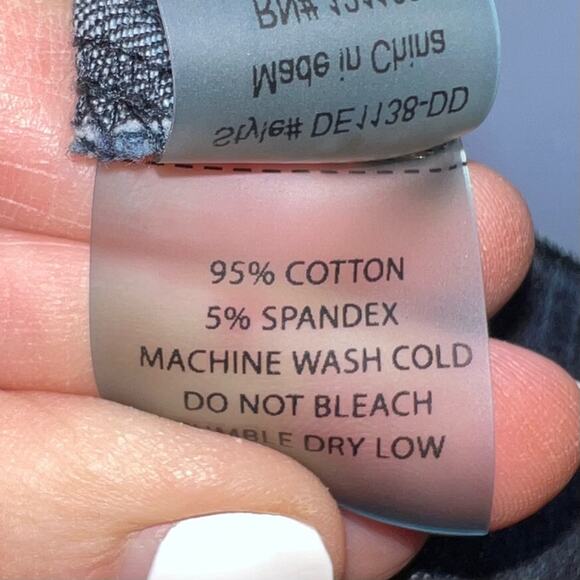 Style# DE1138-DD
Made in China
RN#
95% COTTON
5% SPANDEX
MACHINE WASH COLD
DO NOT BLEACH
TUMBLE DRY LOW